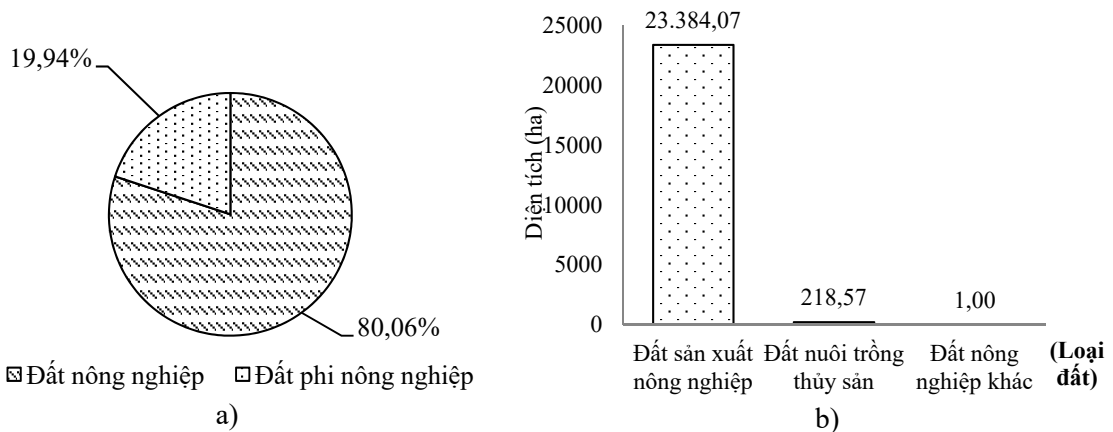 19,94%
80,06%
Đất nông nghiệp Đất phi nông nghiệp
a)
Diện tích (ha)
25000
20000
15000
10000
5000
0
23.384,07
218,57
1,00
Đất sản xuất
nông nghiệp
Đất nuôi trồng
thủy sản
Đất nông
nghiệp khác
(Loại
đất)
b)